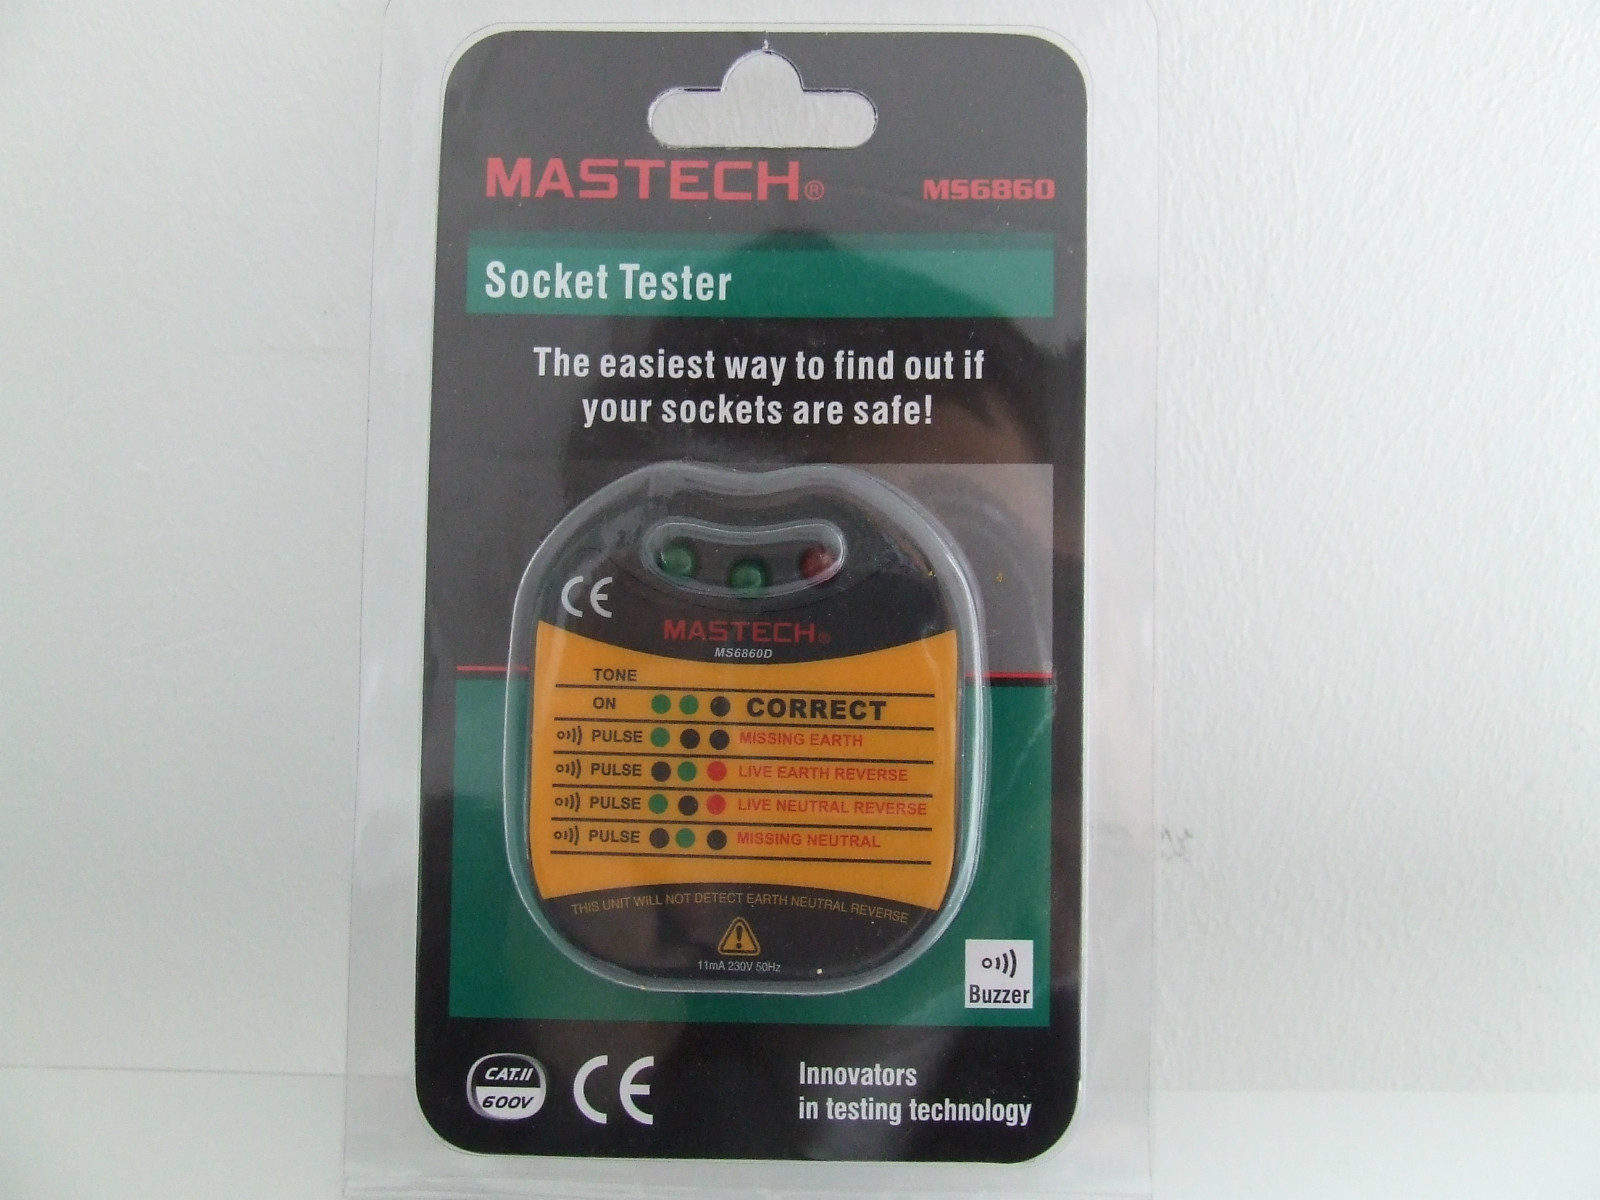 MASTECH® MS6860
Socket Tester
The easiest way to find out if
your sockets are safe!
CE
MASTECH®
MS6860D
TONE
ON CORRECT
PULSE MISSING EARTH
PULSE LIVE EARTH REVERSE
PULSE LIVE NEUTRAL REVERSE
PULSE MISSING NEUTRAL
THIS UNIT WILL NOT DETECT EARTH NEUTRAL REVERSE
11mA 230V 50Hz
Buzzer
CAT.II
600V
CE
Innovators
in testing technology